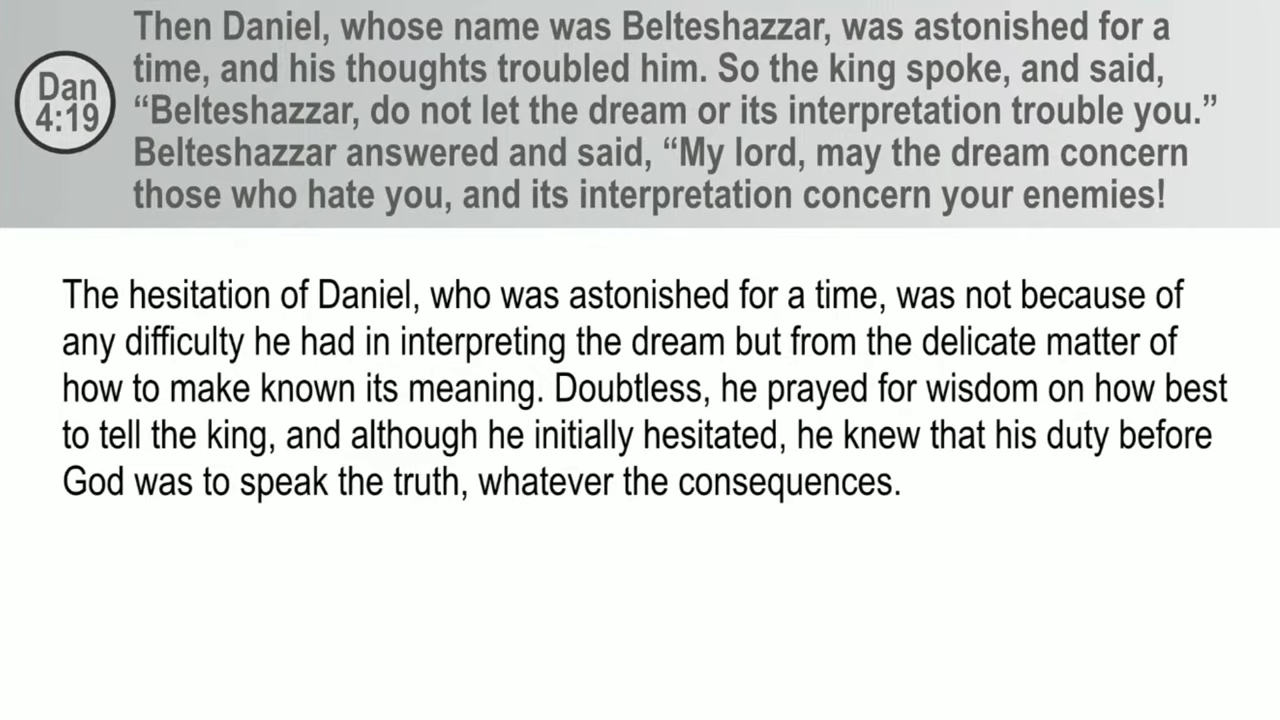 Dan
4:19
Then Daniel, whose name was Belteshazzar, was astonished for a
time, and his thoughts troubled him. So the king spoke, and said,
“Belteshazzar, do not let the dream or its interpretation trouble you.”
Belteshazzar answered and said, “My lord, may the dream concern
those who hate you, and its interpretation concern your enemies!
The hesitation of Daniel, who was astonished for a time, was not because of
any difficulty he had in interpreting the dream but from the delicate matter of
how to make known its meaning. Doubtless, he prayed for wisdom on how best
to tell the king, and although he initially hesitated, he knew that his duty before
God was to speak the truth, whatever the consequences.